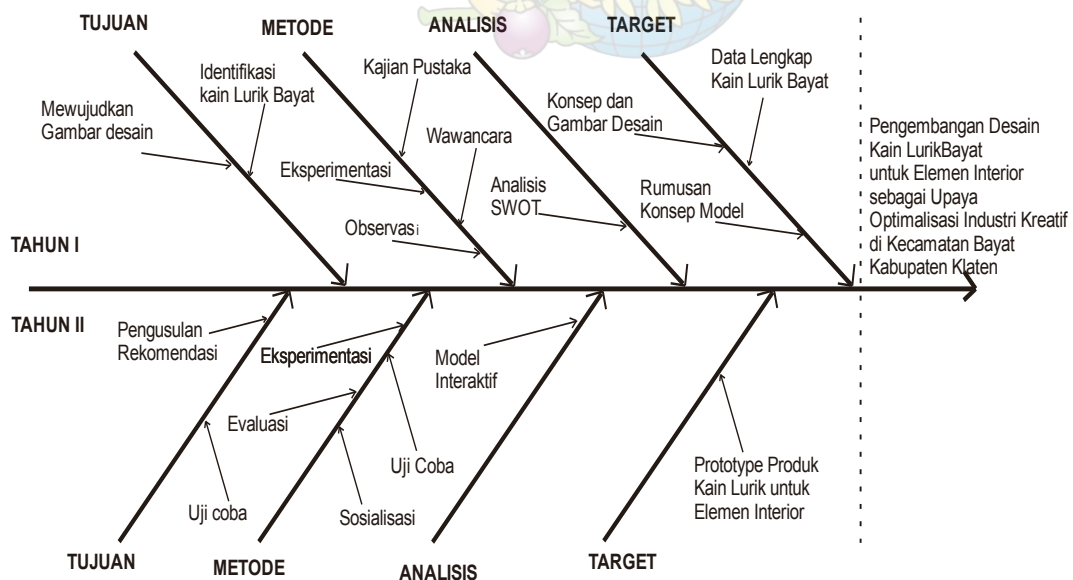 TUJUAN
METODE
ANALISIS
TARGET
Identifikasi
kain Lurik Bayat
Mewujudkan
Gambar desain
Kajian Pustaka
Wawancara
Eksperimentasi
Observasi
Konsep dan
Gambar Desain
Analisis
SWOT
Data Lengkap
Kain Lurik Bayat
Rumusan
Konsep Model
TAHUN I
Pengembangan Desain
Kain LurikBayat
untuk Elemen Interior
sebagai Upaya
Optimalisasi Industri Kreatif
di Kecamatan Bayat
Kabupaten Klaten
TAHUN II
Pengusulan
Rekomendasi
Eksperimentasi
Model
Interaktif
Evaluasi
Uji Coba
Uji coba
Sosialisasi
Prototype Produk
Kain Lurik untuk
Elemen Interior
TUJUAN
METODE
ANALISIS
TARGET